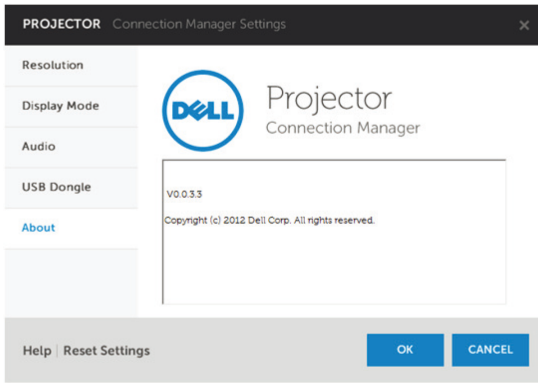 PROJECTOR Connection Manager Settings ×
Resolution
Display Mode
Audio
USB Dongle
About
DELL
Projector
Connection Manager
V0.0.3.3
Copyright (c) 2012 Dell Corp. All rights reserved.
Help | Reset Settings
OK
CANCEL